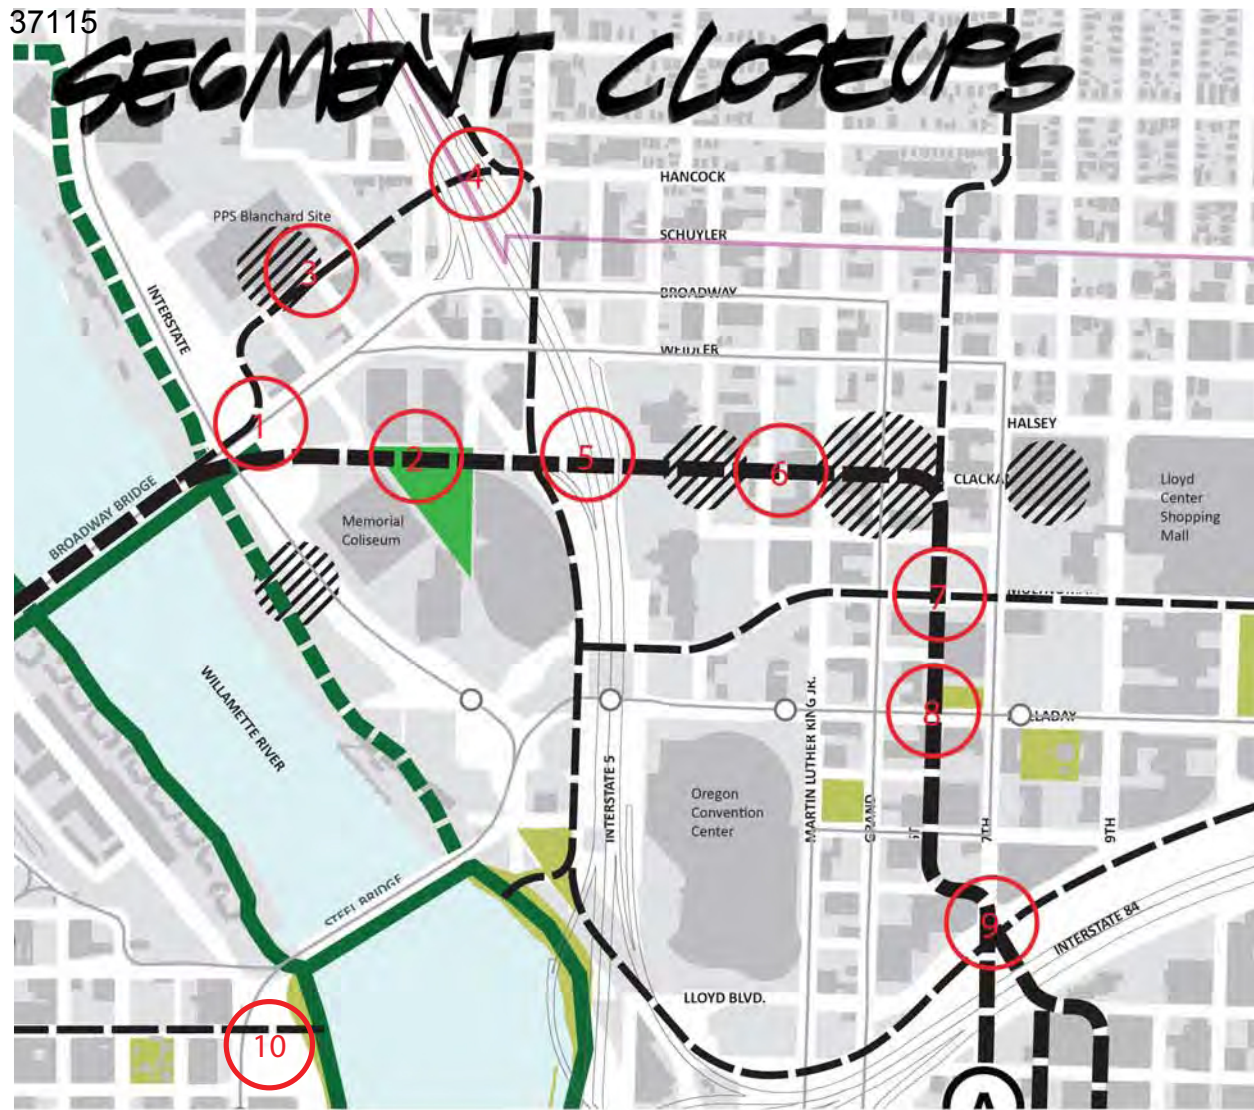 37115
SEGMENT CLOSEUPS
4
HANCOCK
PPS Blanchard Site
SCHUYLER
3
BROADWAY
INTERSTATE
WEIDLER
1
HALSEY
2
5
6
CLACKA
Lloyd
Center
Shopping
Mall
BROADWAY BRIDGE
Memorial
Coliseum
7
WILLAMETTE RIVER
8
LLADAY
MARTIN LUTHER KING JR.
INTERSTATE 5
Oregon
Convention
Center
GRAND
7TH
9TH
STEEL BRIDGE
9
INTERSTATE 84
LLOYD BLVD.
10
A